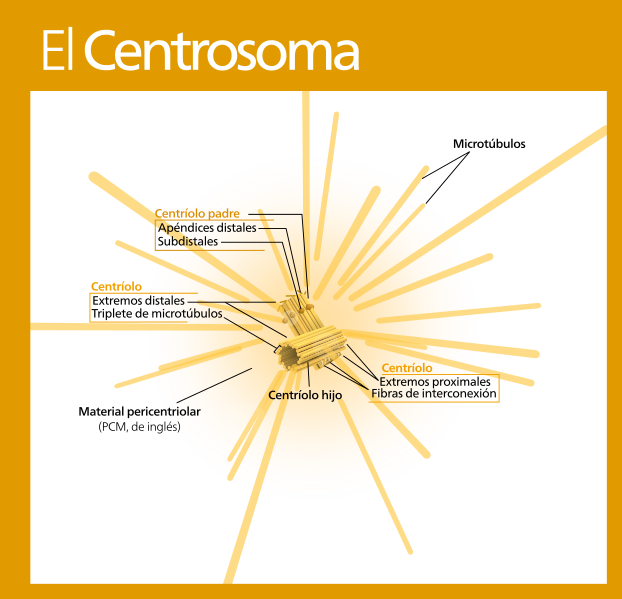 El Centrosoma
Microtúbulos
Centríolo padre
Apéndices distales
Subdistales
Centríolo
Extremos distales
Triplete de microtúbulos
Centríolo
Extremos proximales
Fibras de interconexión
Centríolo hijo
Material pericentriolar
(PCM, de inglés)